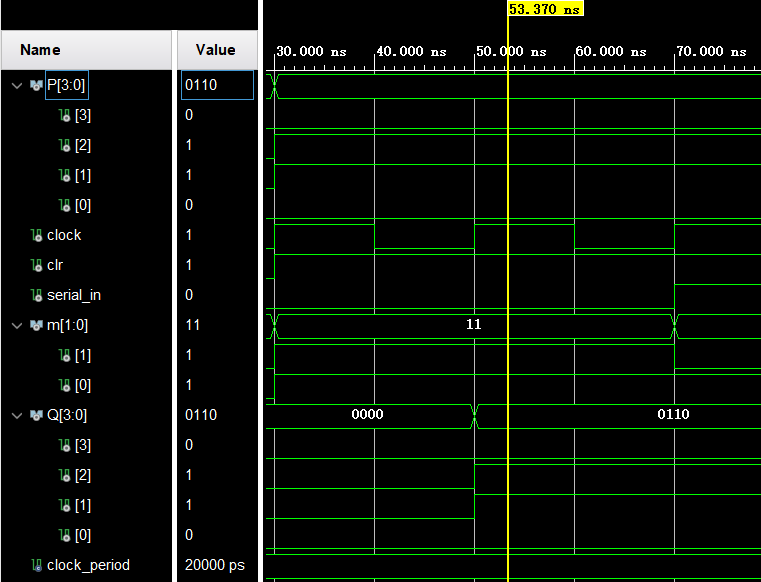 53.370 ns
Name Value
30.000 ns 40.000 ns 50.000 ns 60.000 ns 70.000 ns
P[3:0] 0110
[3] 0
[2] 1
[1] 1
[0] 0
clock 1
clr 1
serial_in 0
m[1:0] 11 11
[1] 1
[0] 1
Q[3:0] 0110 0000 0110
[3] 0
[2] 1
[1] 1
[0] 0
clock_period 20000 ps